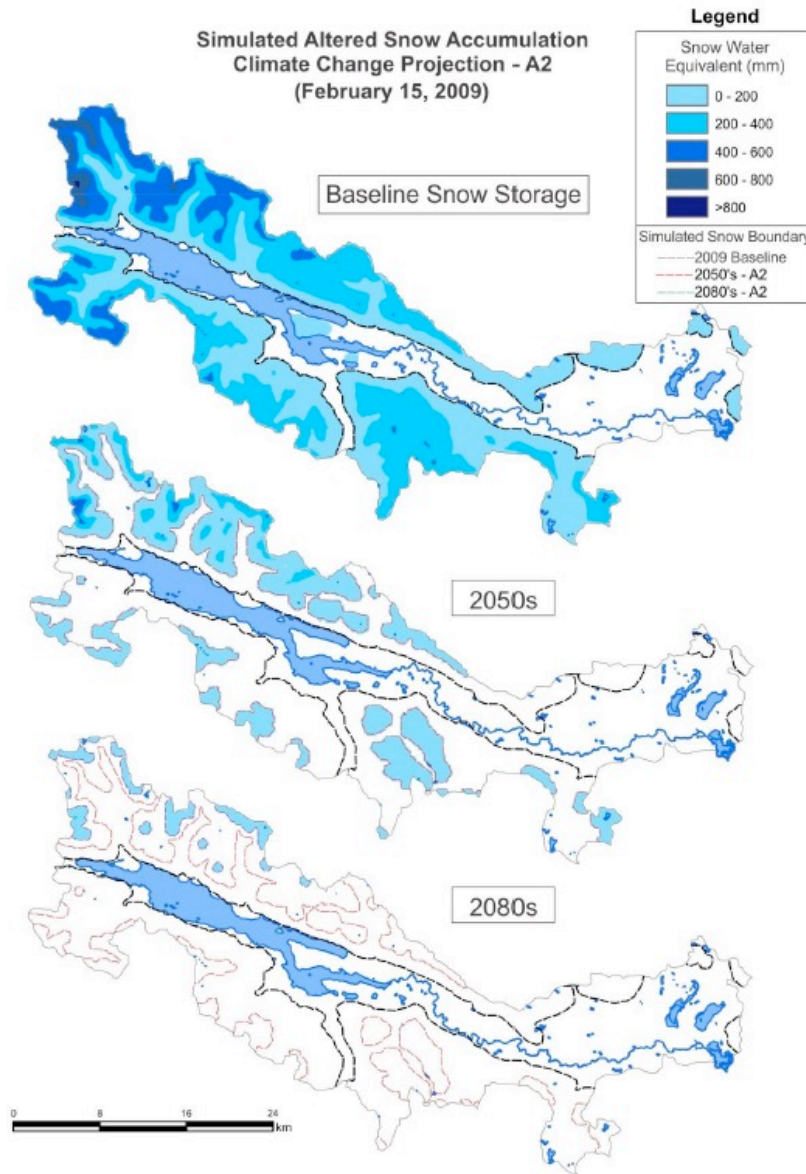 Simulated Altered Snow Accumulation
Climate Change Projection - A2
(February 15, 2009)
Legend
Snow Water
Equivalent (mm)
0 - 200
200 - 400
400 - 600
600 - 800
>800
Simulated Snow Boundary
2009 Baseline
2050's - A2
2080's - A2
Baseline Snow Storage
2050s
2080s
0 8 16 24
km